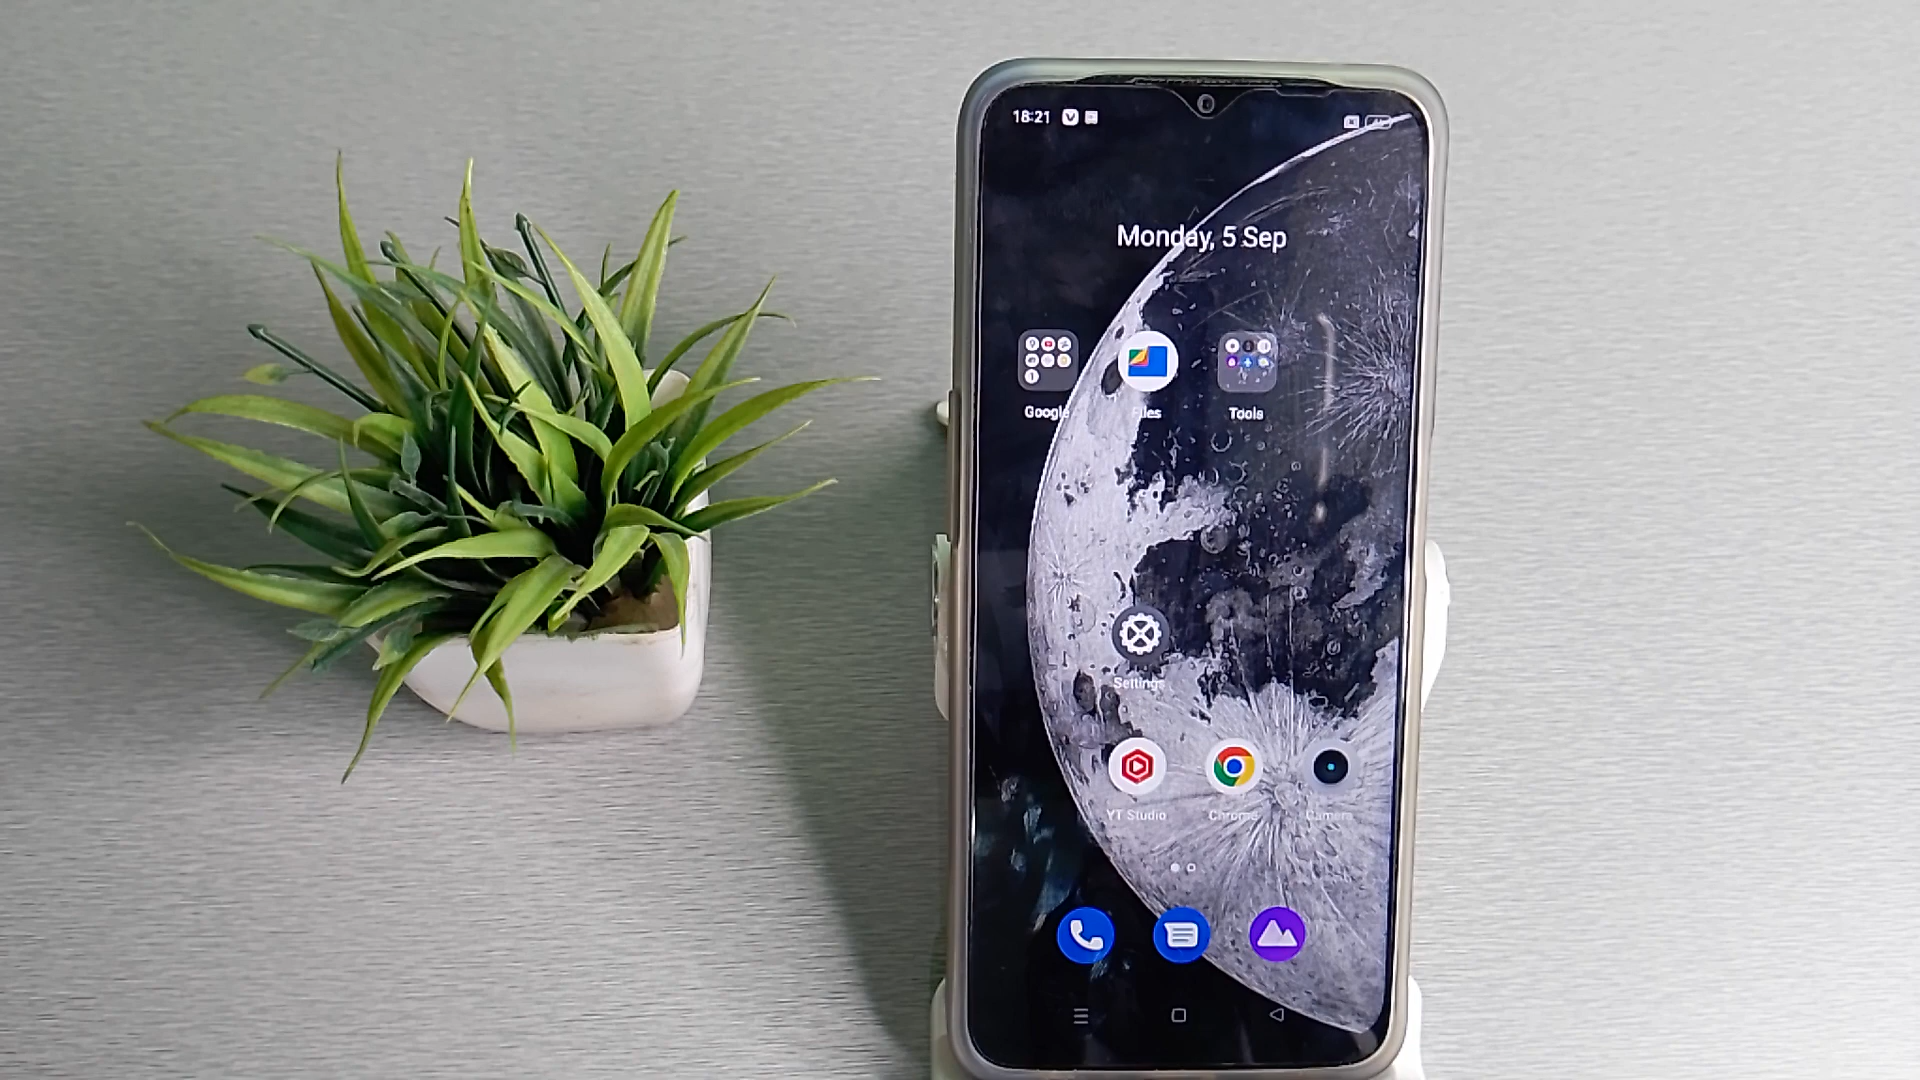 18:21
Monday, 5 Sep
Google
Files
Tools
Settings
YT Studio
Chrome
Camera